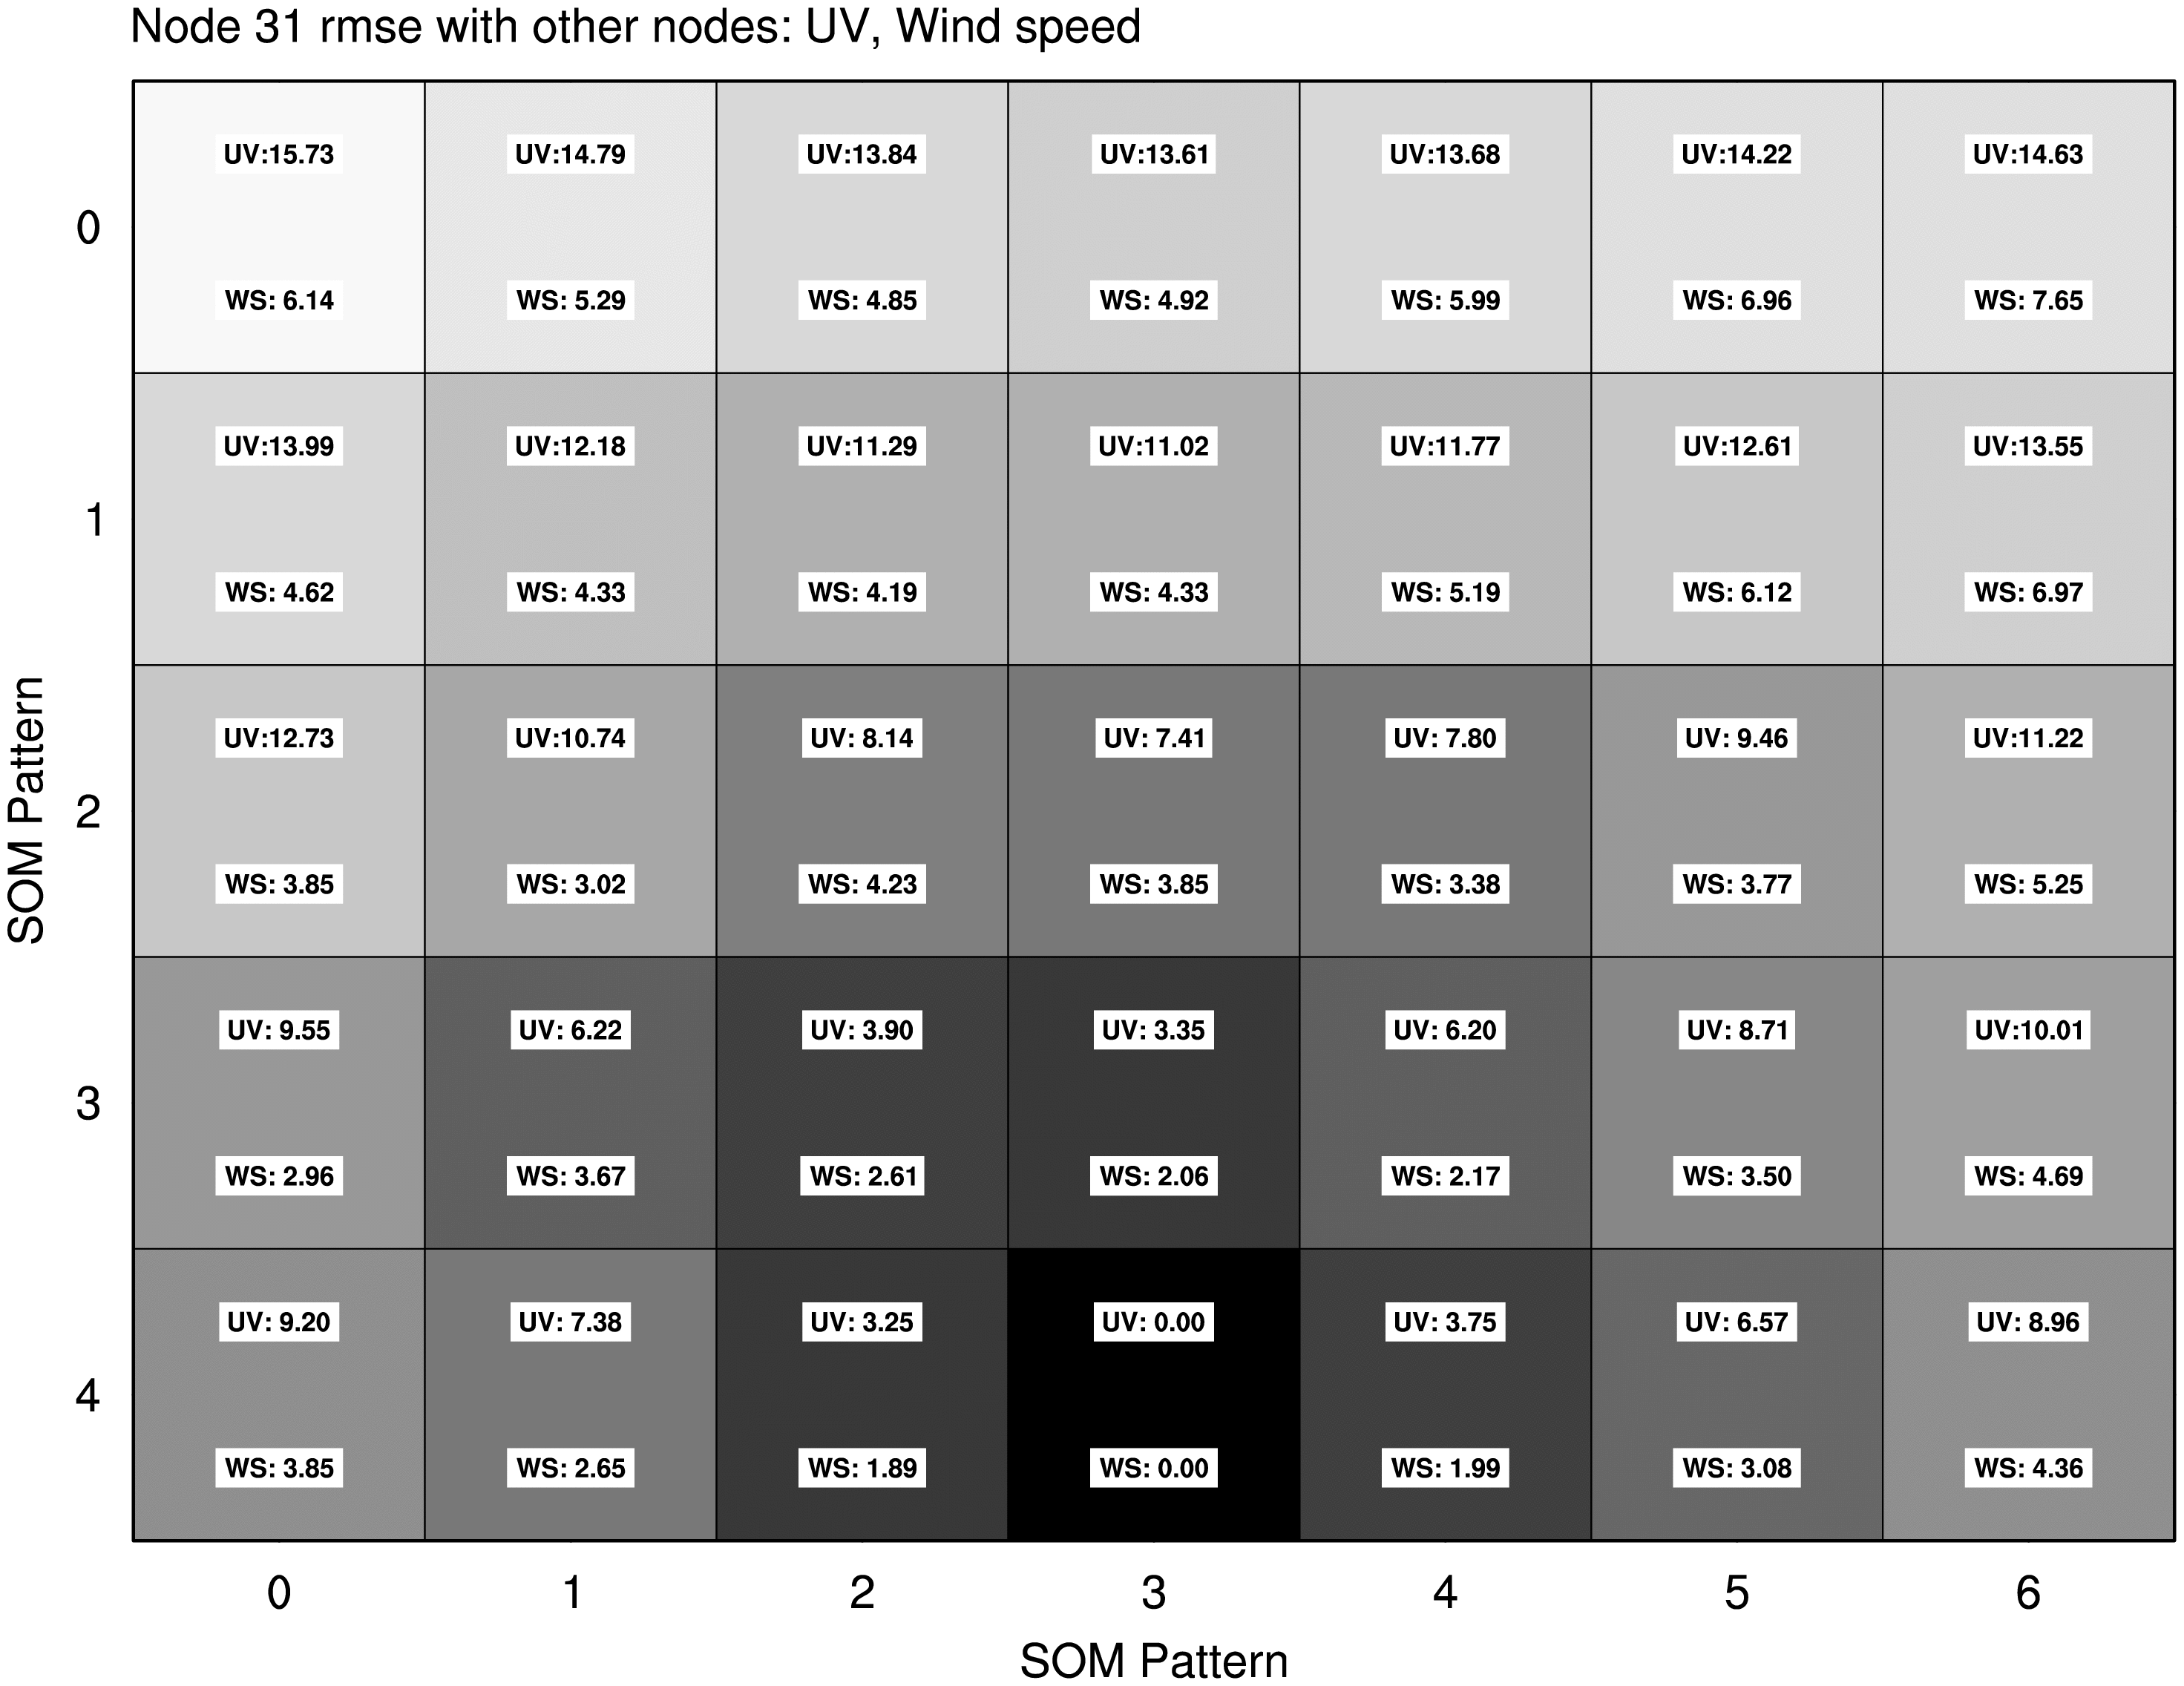 Node 31 rmse with other nodes: UV, Wind speed
UV:15.73 UV:14.79 UV:13.84 UV:13.61 UV:13.68 UV:14.22 UV:14.63
0
WS: 6.14 WS: 5.29 WS: 4.85 WS: 4.92 WS: 5.99 WS: 6.96 WS: 7.65
UV:13.99 UV:12.18 UV:11.29 UV:11.02 UV:11.77 UV:12.61 UV:13.55
1
WS: 4.62 WS: 4.33 WS: 4.19 WS: 4.33 WS: 5.19 WS: 6.12 WS: 6.97
SOM Pattern
UV:12.73 UV:10.74 UV: 8.14 UV: 7.41 UV: 7.80 UV: 9.46 UV:11.22
2
WS: 3.85 WS: 3.02 WS: 4.23 WS: 3.85 WS: 3.38 WS: 3.77 WS: 5.25
UV: 9.55 UV: 6.22 UV: 3.90 UV: 3.35 UV: 6.20 UV: 8.71 UV:10.01
3
WS: 2.96 WS: 3.67 WS: 2.61 WS: 2.06 WS: 2.17 WS: 3.50 WS: 4.69
UV: 9.20 UV: 7.38 UV: 3.25 UV: 0.00 UV: 3.75 UV: 6.57 UV: 8.96
4
WS: 3.85 WS: 2.65 WS: 1.89 WS: 0.00 WS: 1.99 WS: 3.08 WS: 4.36
0 1 2 3 4 5 6
SOM Pattern